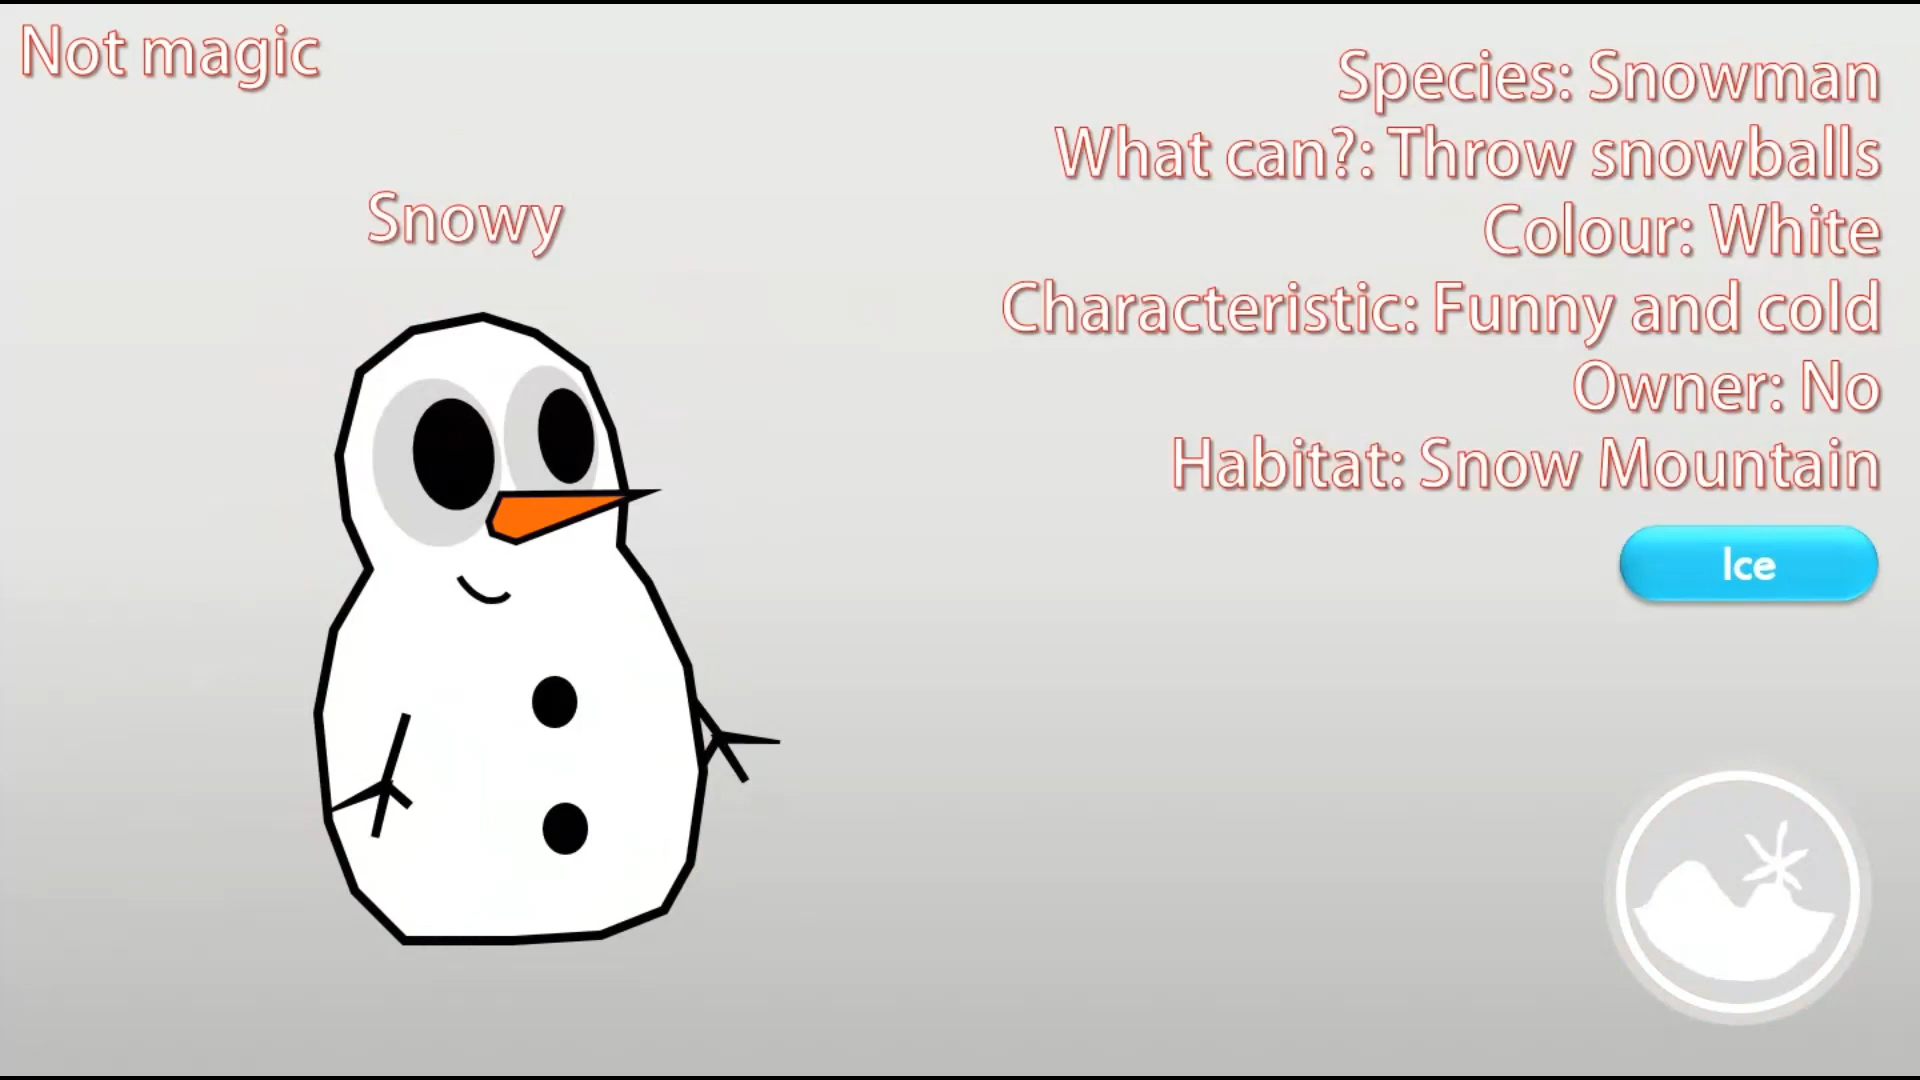 Not magic
Species: Snowman
What can?: Throw snowballs
Snowy
Colour: White
Characteristic: Funny and cold
Owner: No
Habitat: Snow Mountain
Ice